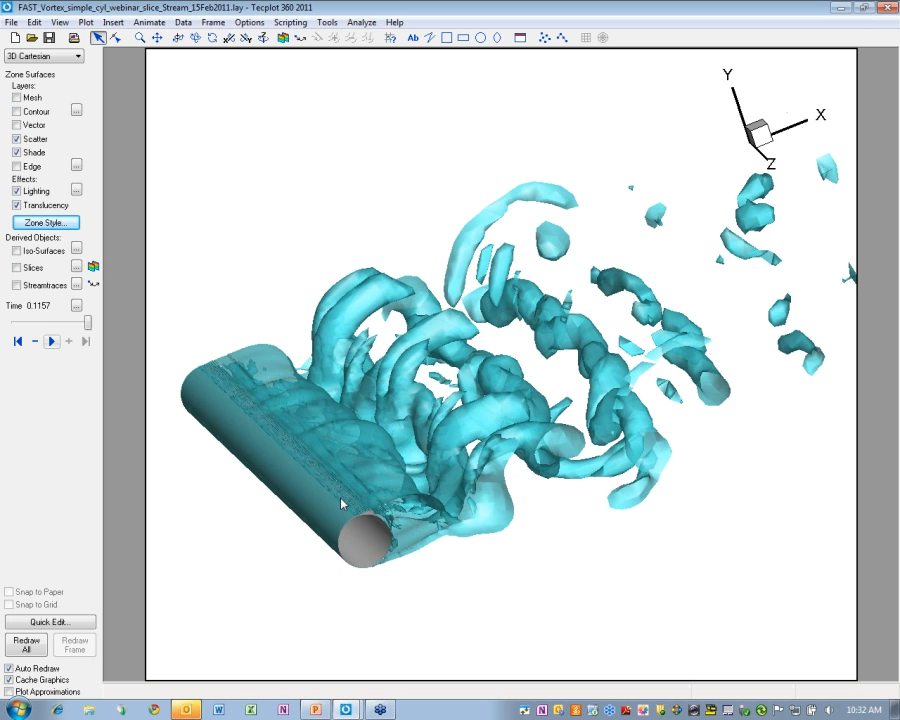 FAST_Vortex_simple_cyl_webinar_slice_Stream_15Feb2011.lay - Tecplot 360 2011
File Edit View Plot Insert Animate Data Frame Options Scripting Tools Analyze Help
Ab
3D Cartesian
Zone Surfaces
Layers:
Mesh
Contour
Vector
Scatter
Shade
Edge
Effects:
Lighting
Translucency
Zone Style...
Derived Objects:
Iso-Surfaces
Slices
Streamtraces
Time 0.1157
Y
X
Z
Snap to Paper
Snap to Grid
Quick Edit...
Redraw All
Redraw Frame
Auto Redraw
Cache Graphics
Plot Approximations
10:32 AM